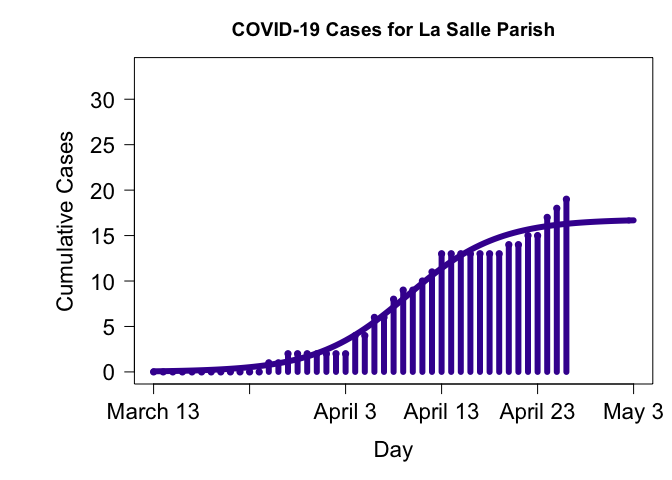 COVID-19 Cases for La Salle Parish
Cumulative Cases
30
25
20
15
10
5
0
March 13
April 3
April 13
April 23
May 3
Day